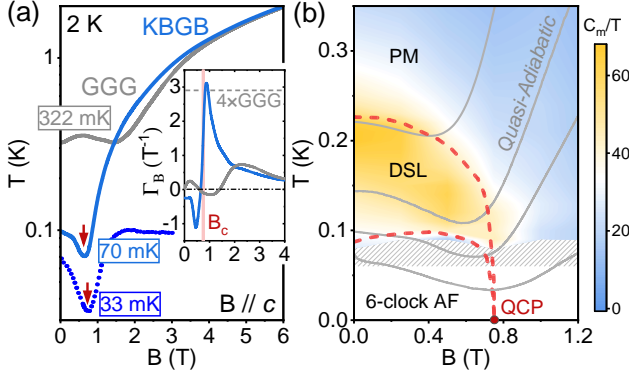 (a)
2 K
KBGB
GGG
322 mK
70 mK
33 mK
B // c
T (K)
1
0.1
0 1 2 3 4 5 6
B (T)
Γ_B (T⁻¹)
3
2
1
0
-1
0 1 2 3 4
4×GGG
B_c
(b)
PM
DSL
6-clock AF
Quasi-Adiabatic
QCP
T (K)
0.3
0.2
0.1
0.0
0.0 0.4 0.8 1.2
B (T)
C_m/T
60
40
20
0